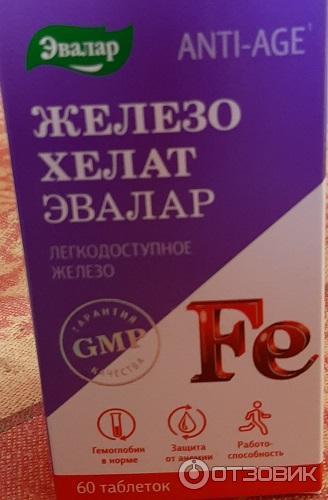 Эвалар
ANTI-AGE¹
ЖЕЛЕЗО
ХЕЛАТ
ЭВАЛАР
ЛЕГКОДОСТУПНОЕ
ЖЕЛЕЗО
ГАРАНТИЯ
GMP
КАЧЕСТВА
Fe
Гемоглобин
в норме
Защита
от анемии
Работо-
способность
60 таблеток
ОТЗОВИК